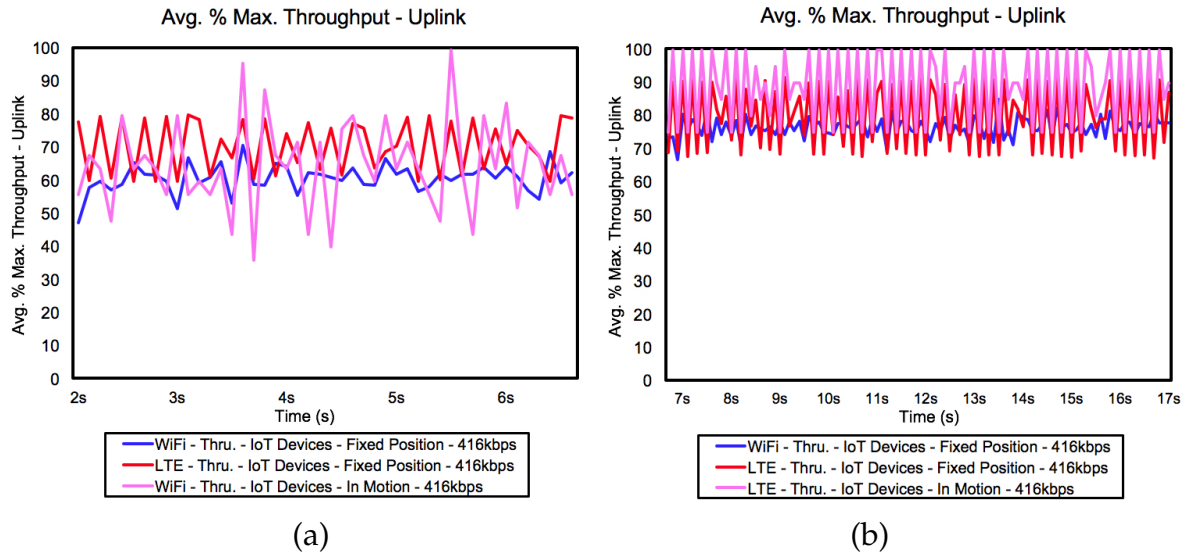 Avg. % Max. Throughput - Uplink
Avg. % Max. Throughput - Uplink
100
90
80
70
60
50
40
30
20
10
0
Avg. % Max. Throughput - Uplink
2s 3s 4s 5s 6s
Time (s)
WiFi - Thru. - IoT Devices - Fixed Position - 416kbps
LTE - Thru. - IoT Devices - Fixed Position - 416kbps
WiFi - Thru. - IoT Devices - In Motion - 416kbps
(a)
100
90
80
70
60
50
40
30
20
10
0
Avg. % Max. Throughput - Uplink
7s 8s 9s 10s 11s 12s 13s 14s 15s 16s 17s
Time (s)
WiFi - Thru. - IoT Devices - Fixed Position - 416kbps
LTE - Thru. - IoT Devices - Fixed Position - 416kbps
LTE - Thru. - IoT Devices - In Motion - 416kbps
(b)